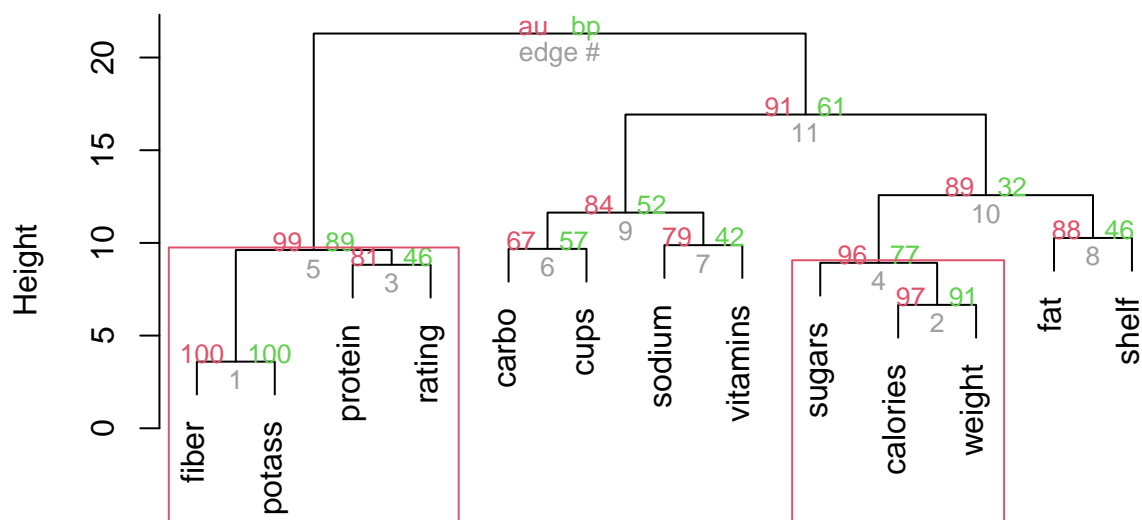 au bp
edge #
20
91 61
11
15
89 32
10
84 52
9
67 57
6
79 42
7
88 46
8
10
99 89
5
81 46
3
96 77
4
97 91
2
5
100 100
1
0
Height
fiber
potass
protein
rating
carbo
cups
sodium
vitamins
sugars
calories
weight
fat
shelf